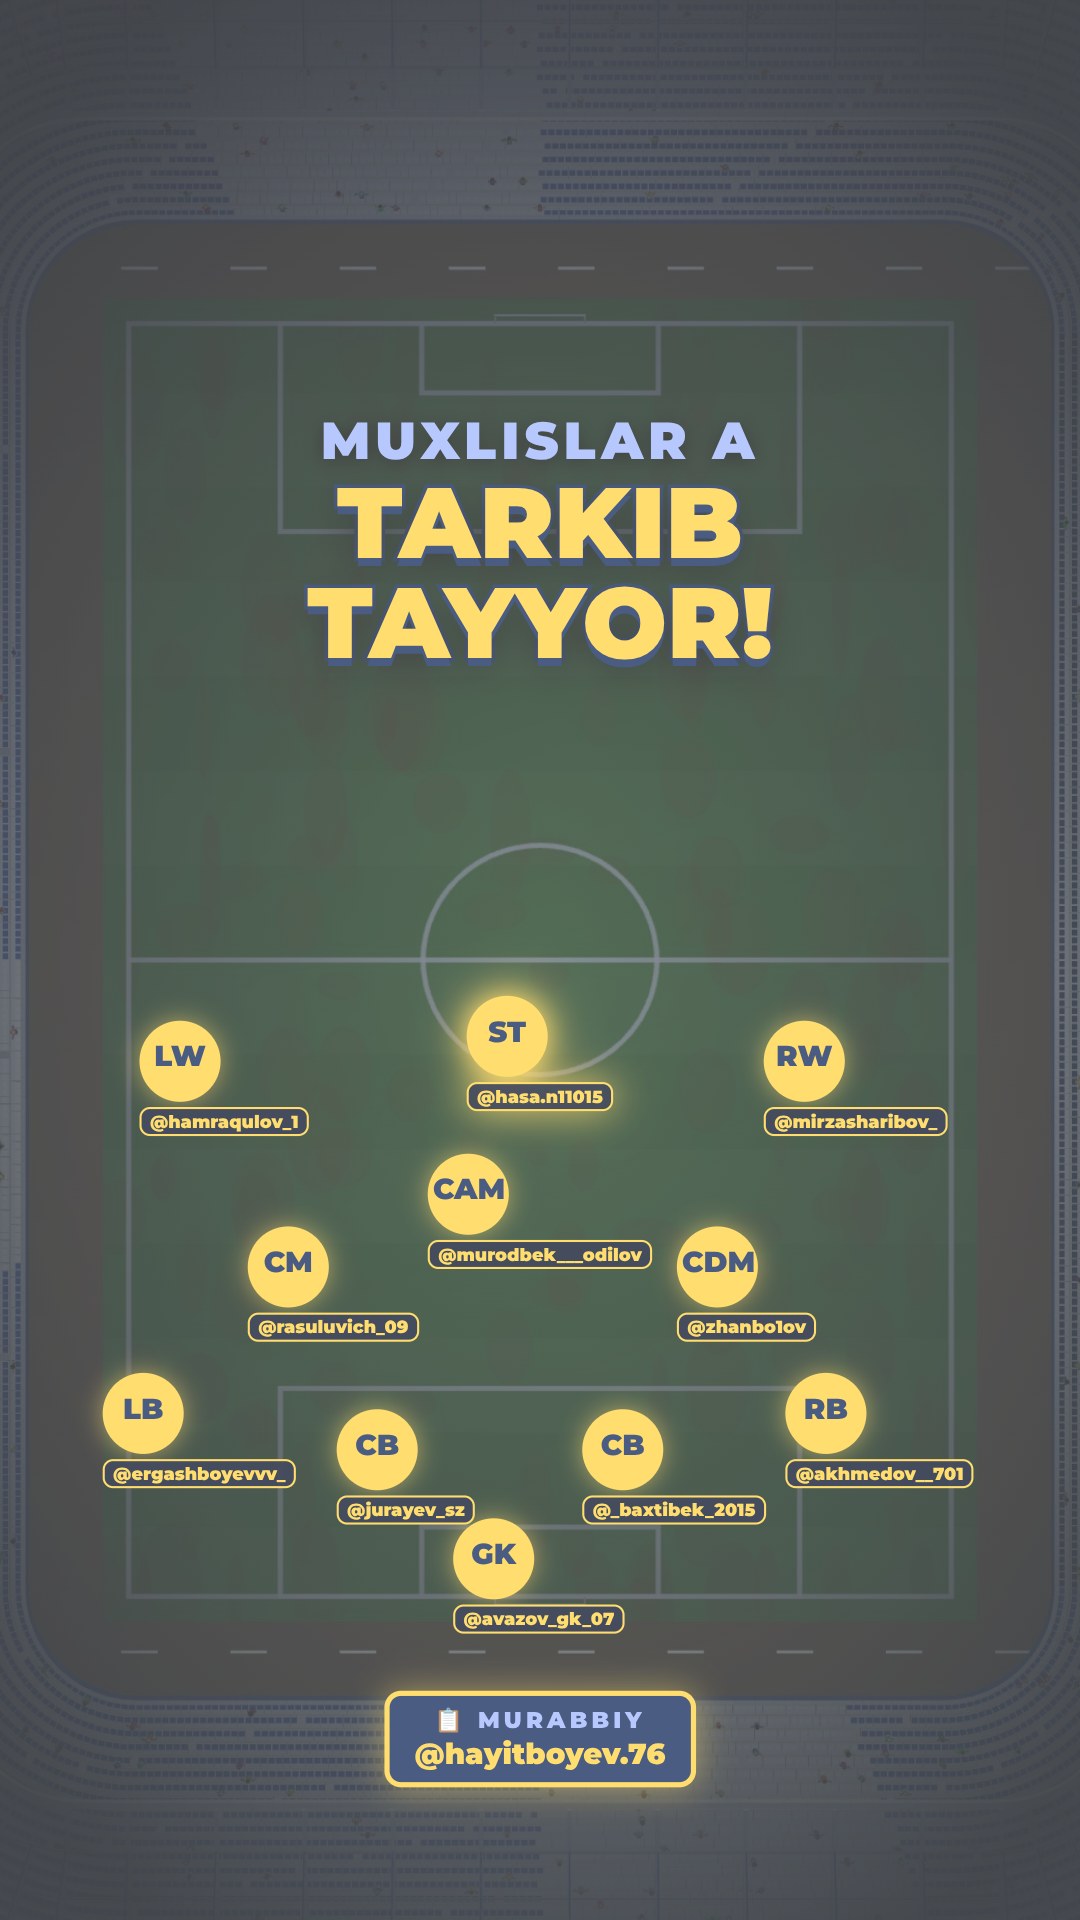 MUXLISLAR A
TARKIB
TAYYOR!
ST
@hasa.n11015
LW
@hamraqulov_1
RW
@mirzasharibov_
CAM
@murodbek___odilov
CM
@rasuluvich_09
CDM
@zhanbo1ov
LB
@ergashboyevvv_
RB
@akhmedov__701
CB
@jurayev_sz
CB
@_baxtibek_2015
GK
@avazov_gk_07
📋 MURABBIY
@hayitboyev.76